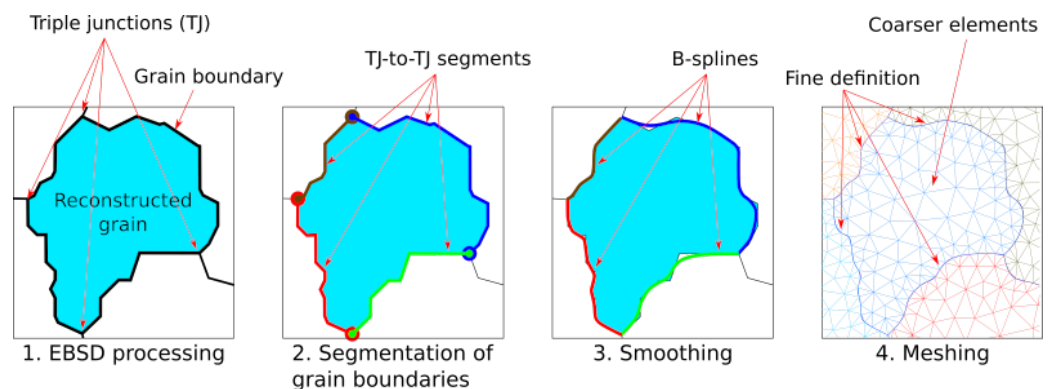 Triple junctions (TJ)
Grain boundary
Reconstructed
grain
1. EBSD processing
TJ-to-TJ segments
2. Segmentation of
grain boundaries
B-splines
3. Smoothing
Coarser elements
Fine definition
4. Meshing